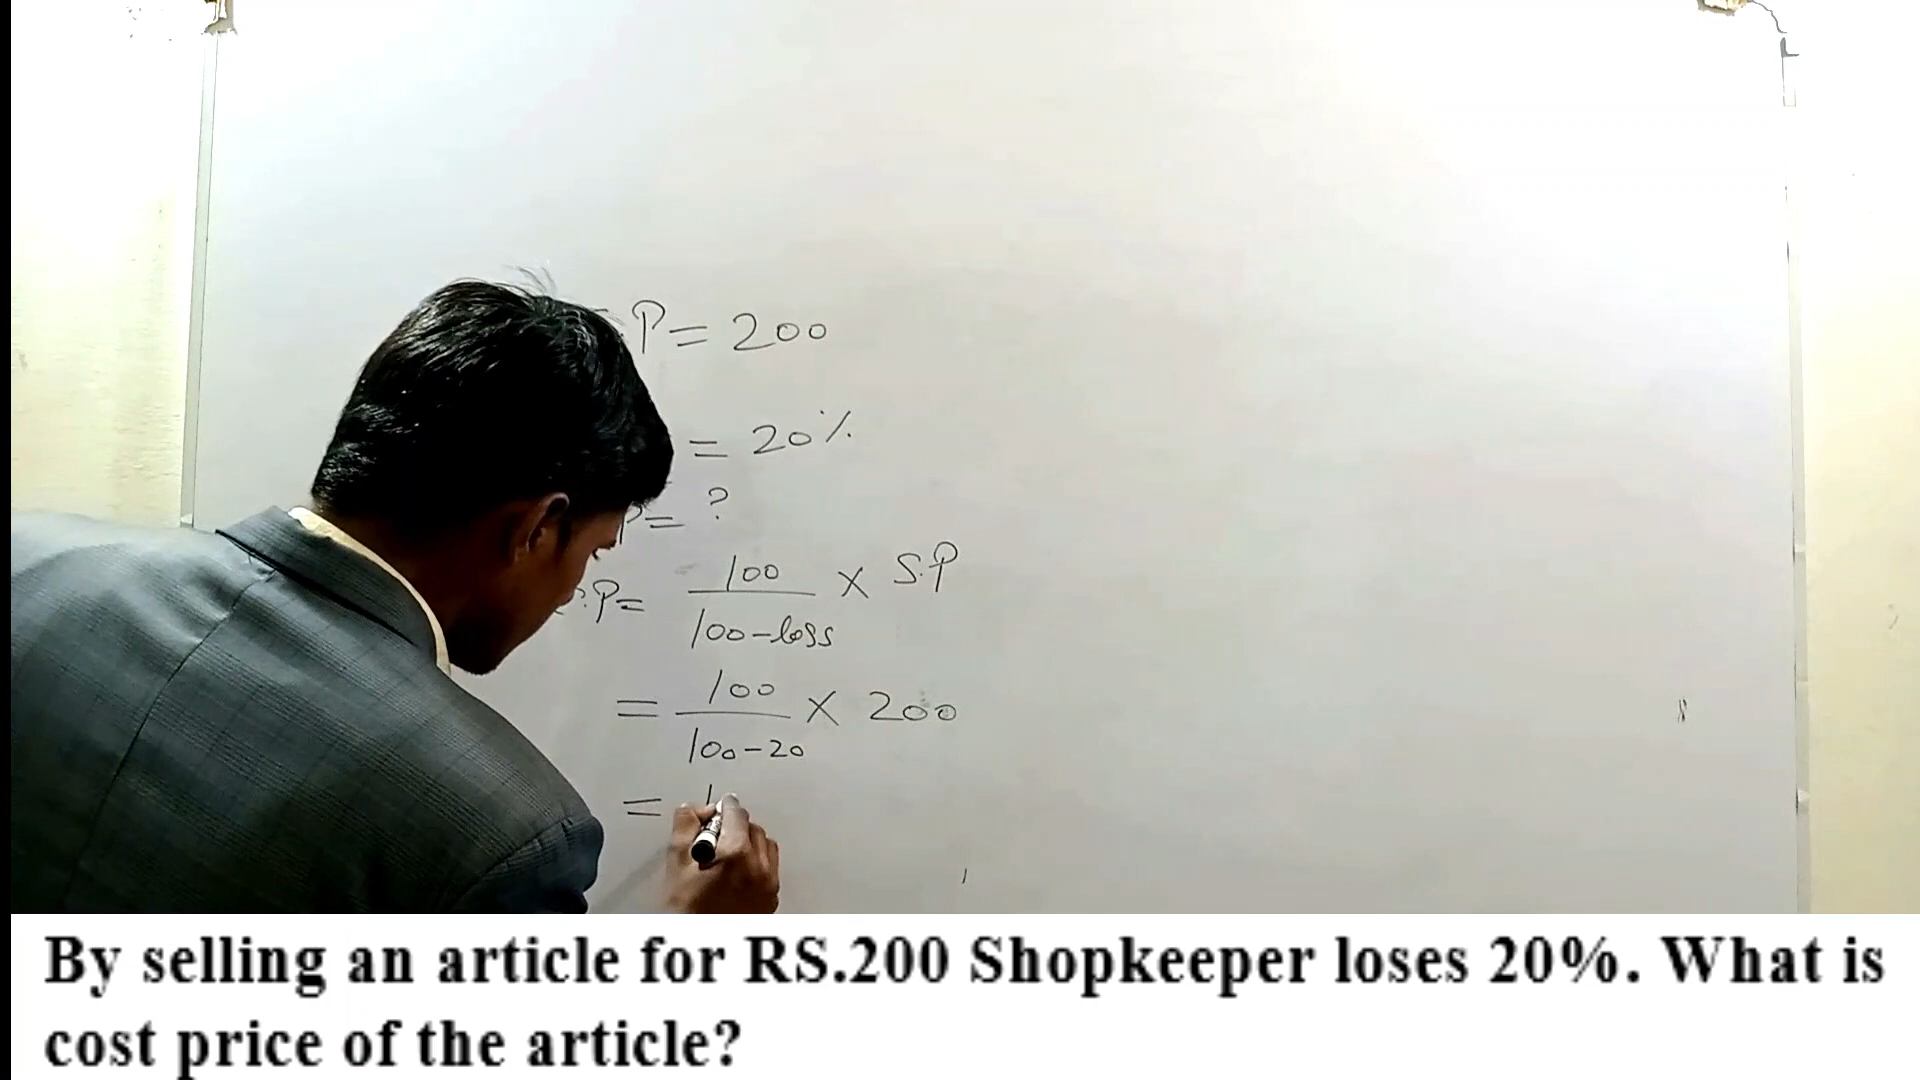 P = 200
= 20%
P = ?
.P = 100/100-loss × S.P
= 100/100-20 × 200
= 1
By selling an article for RS.200 Shopkeeper loses 20%. What is
cost price of the article?